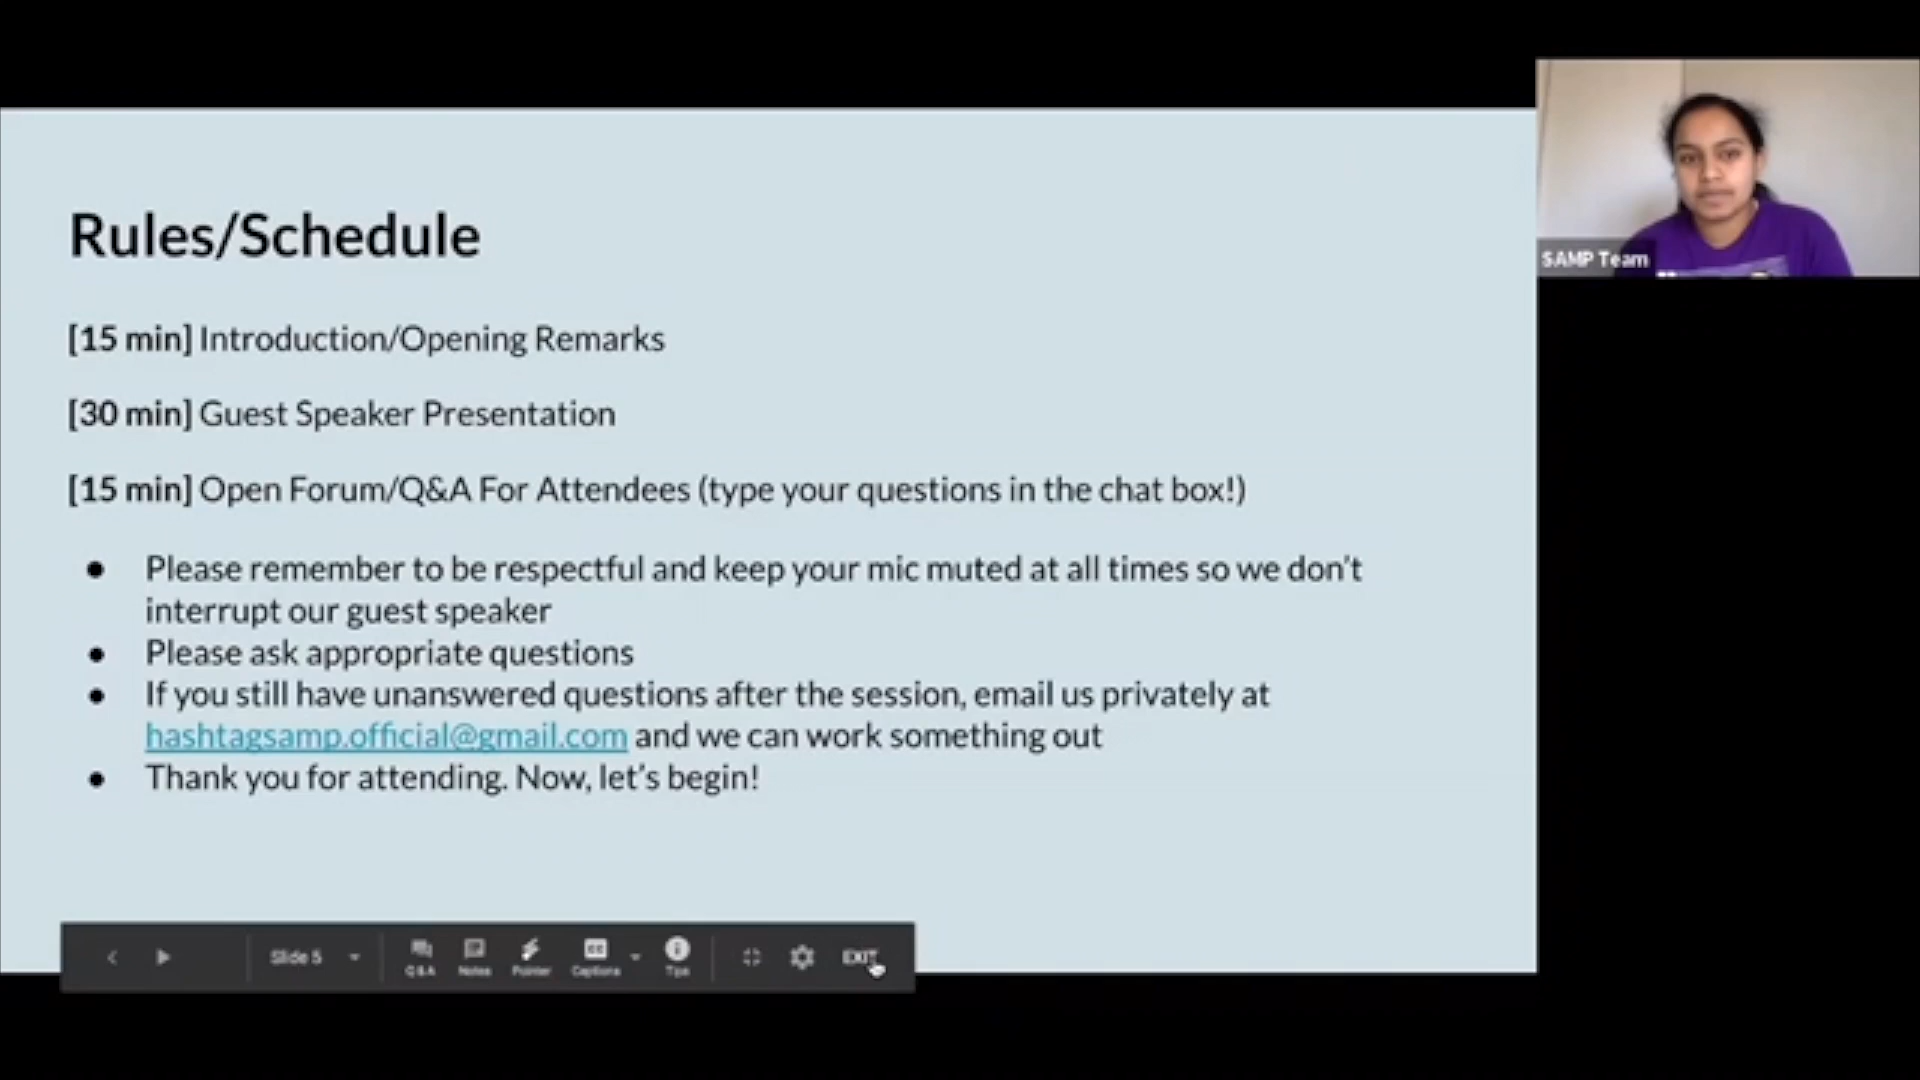 Rules/Schedule
[15 min] Introduction/Opening Remarks
[30 min] Guest Speaker Presentation
[15 min] Open Forum/Q&A For Attendees (type your questions in the chat box!)
● Please remember to be respectful and keep your mic muted at all times so we don't
interrupt our guest speaker
● Please ask appropriate questions
● If you still have unanswered questions after the session, email us privately at
hashtagsamp.official@gmail.com and we can work something out
● Thank you for attending. Now, let's begin!
SAMP Team
Slide 5
Q&A Notes Pointer Captions Tips
EXIT